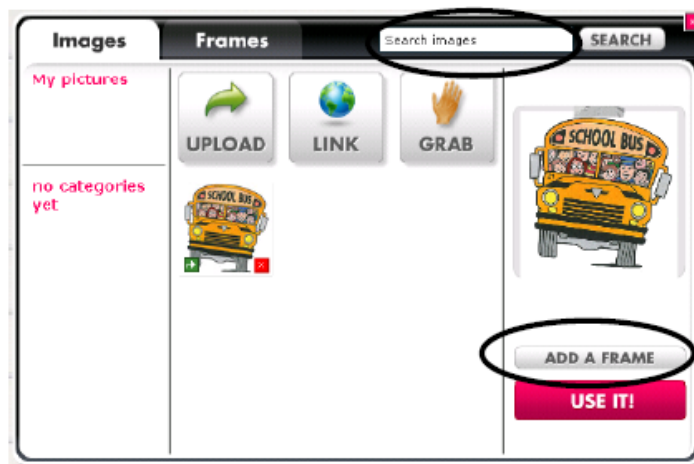 Images
Frames
Search images
SEARCH
My pictures
UPLOAD
LINK
GRAB
SCHOOL BUS
no categories
yet
SCHOOL BUS
ADD A FRAME
USE IT!